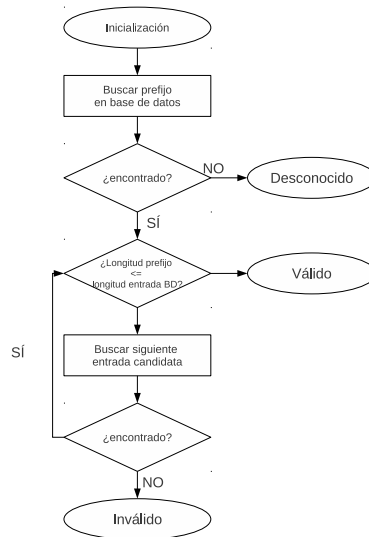 Inicialización
Buscar prefijo
en base de datos
¿encontrado?
NO
Desconocido
SÍ
¿Longitud prefijo
<=
longitud entrada BD?
Válido
Buscar siguiente
entrada candidata
SÍ
¿encontrado?
NO
Inválido